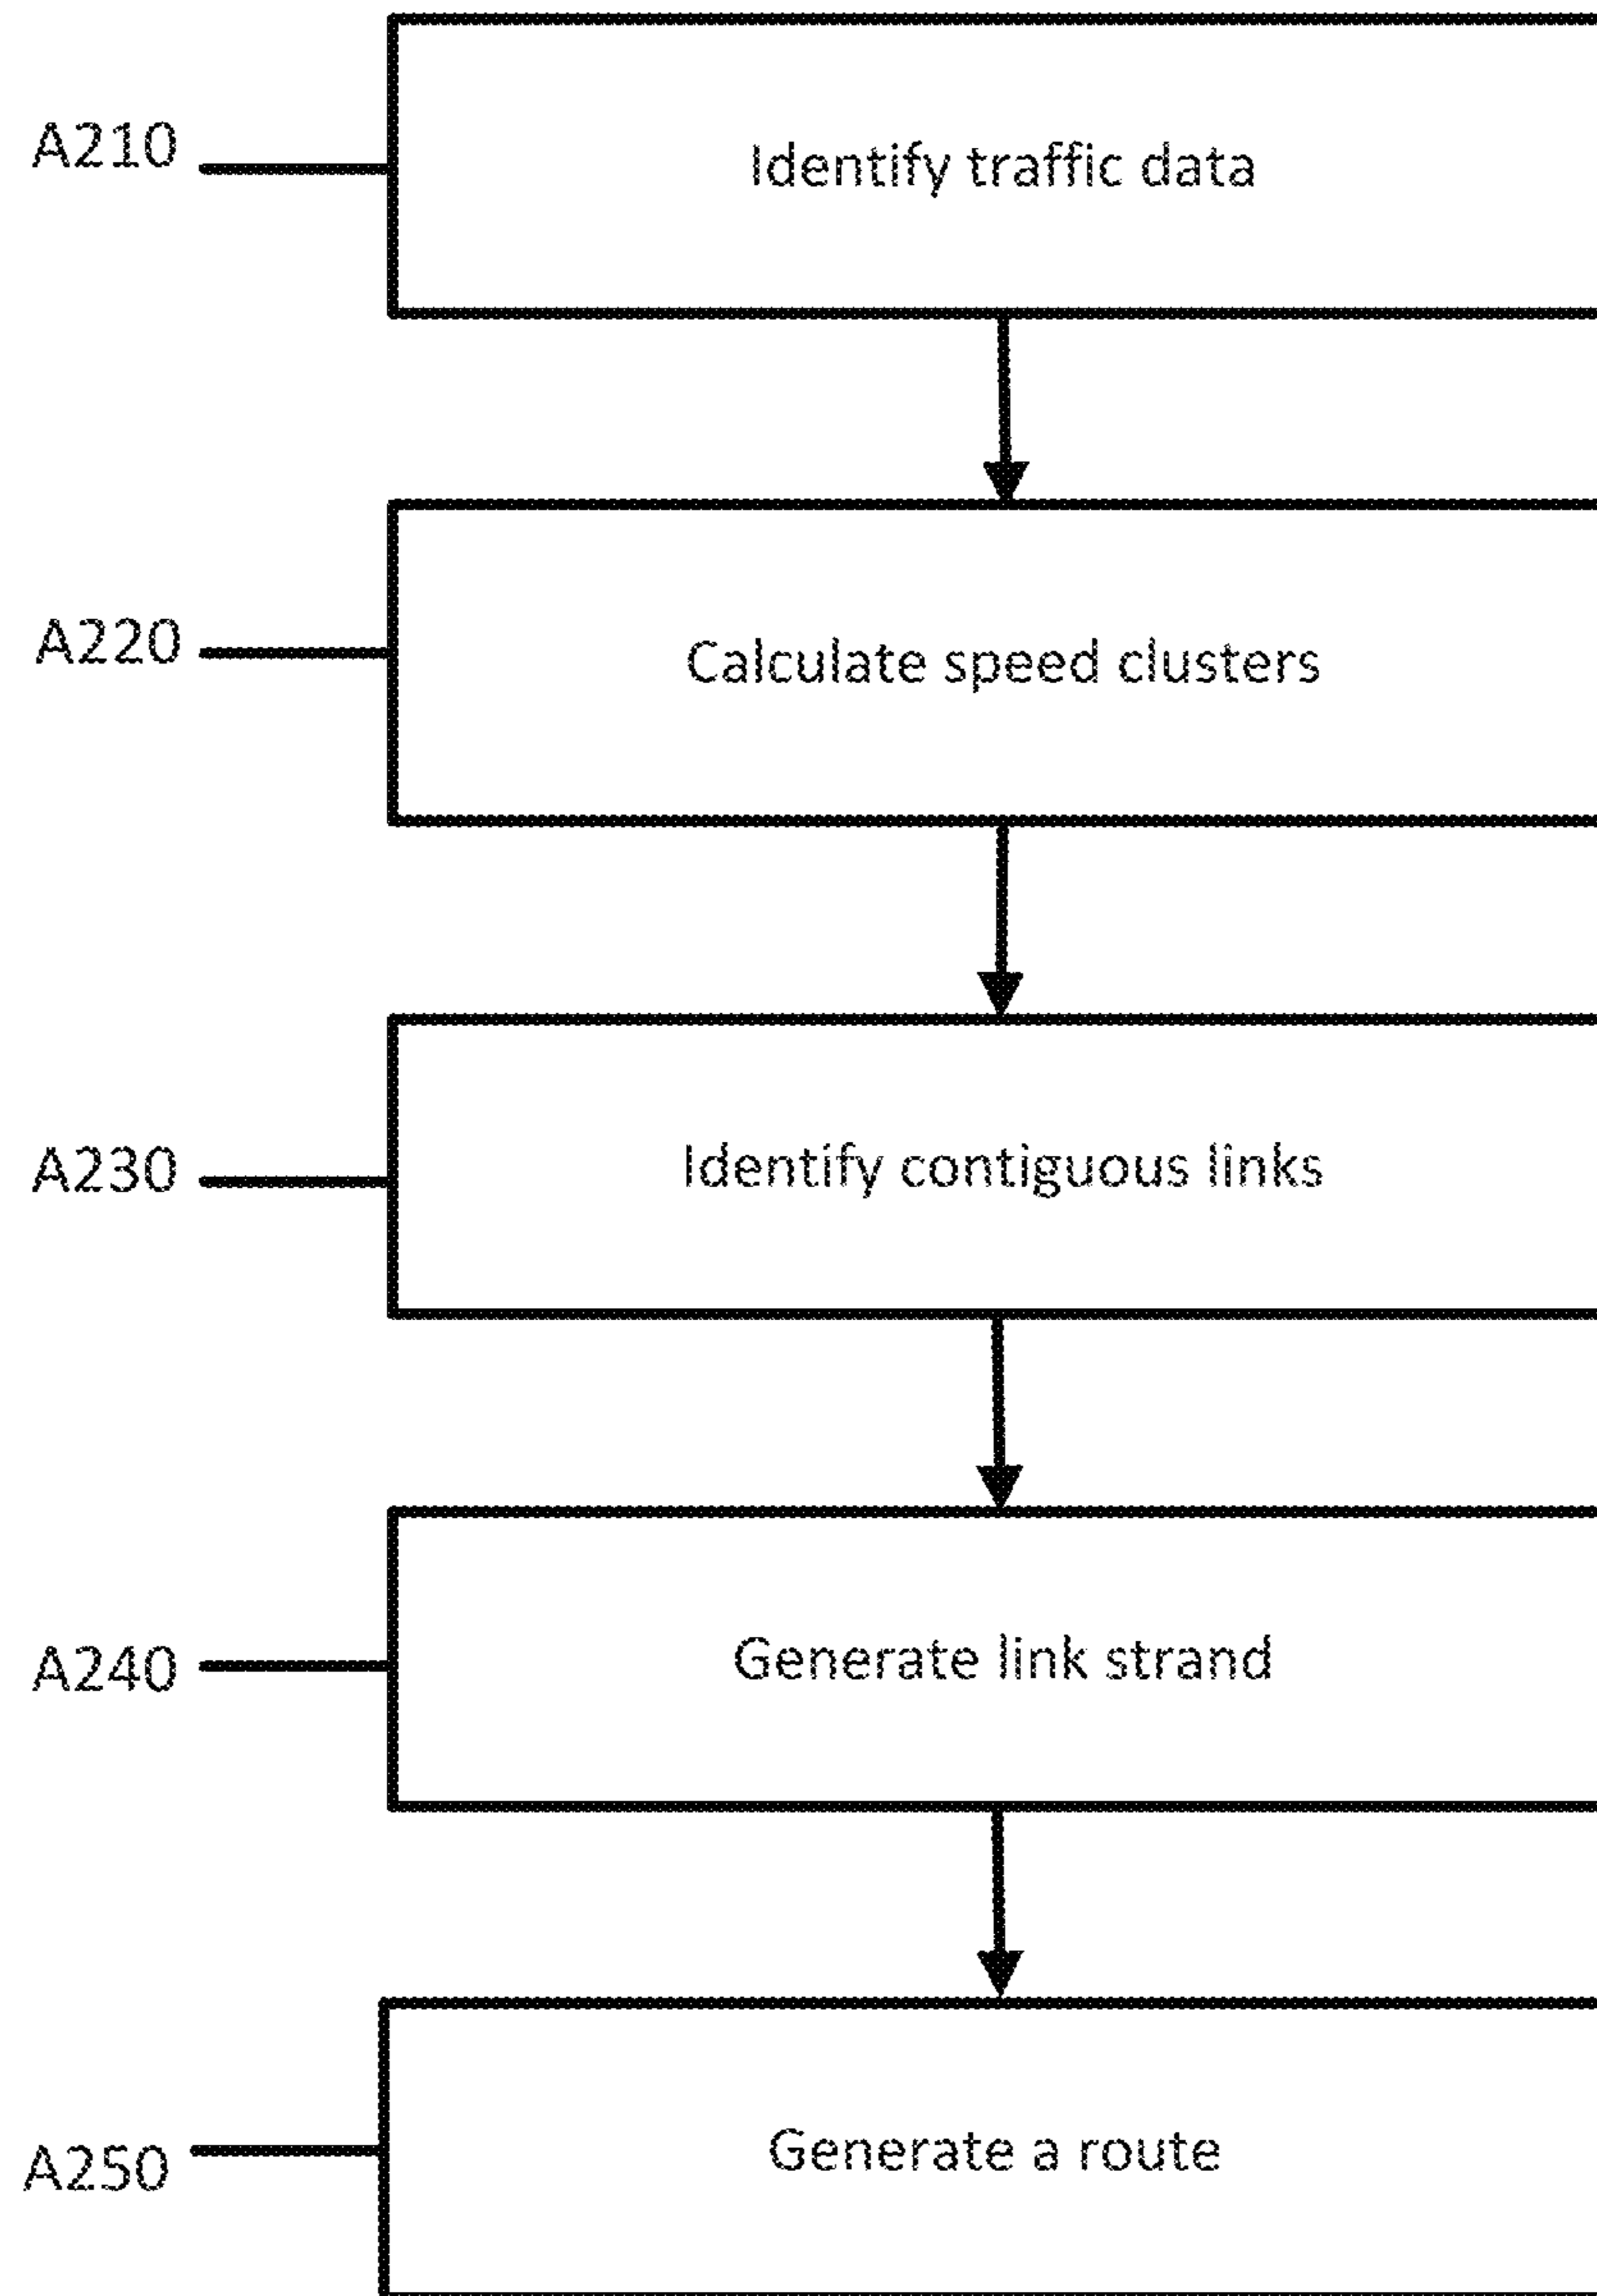 A210
Identify traffic data
A220
Calculate speed clusters
A230
Identify contiguous links
A240
Generate link strand
A250
Generate a route